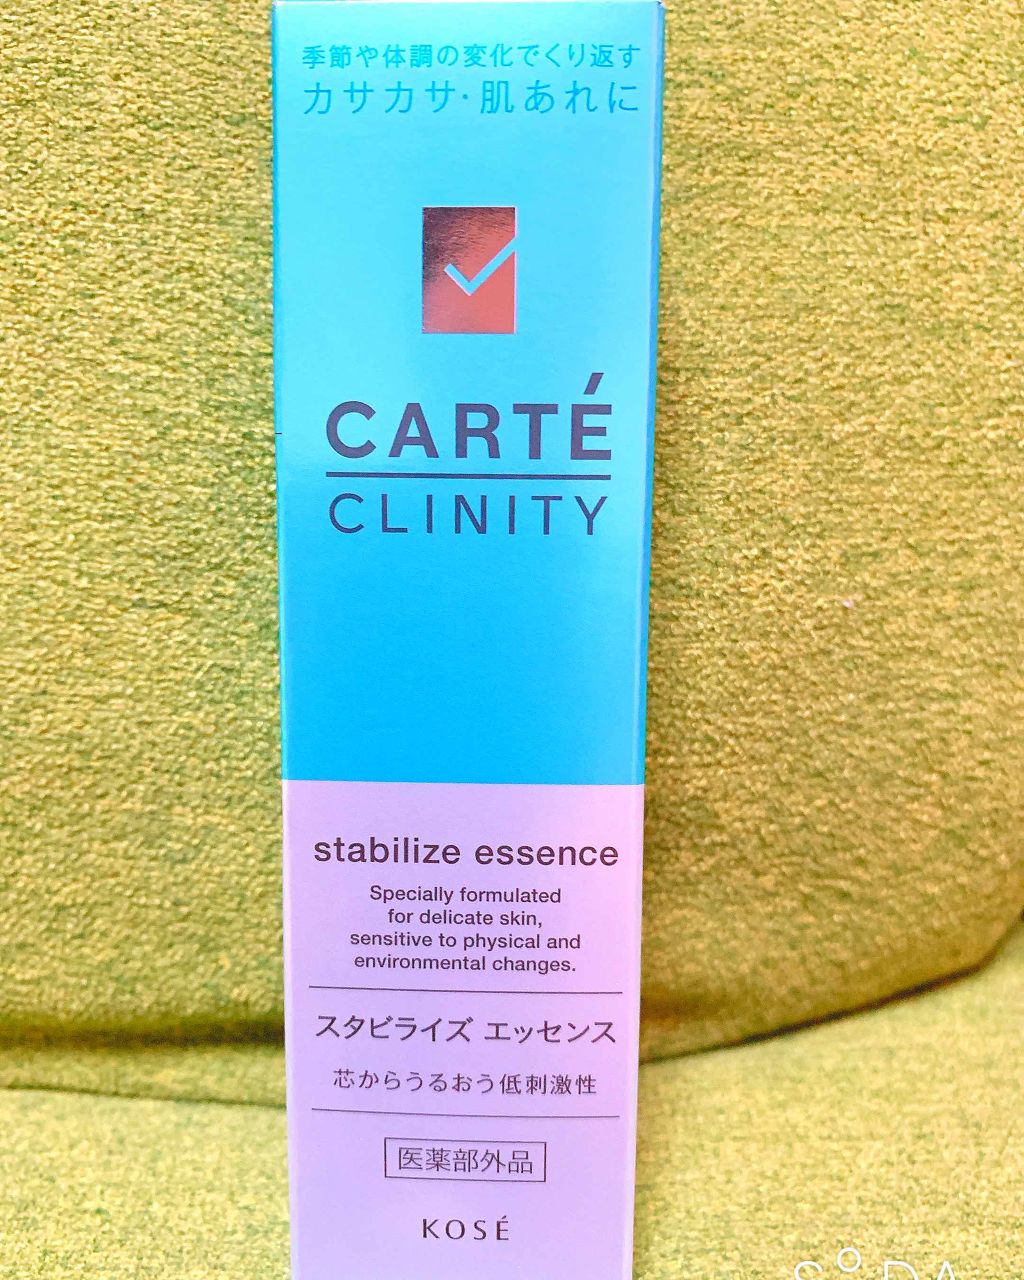 季節や体調の変化でくり返す
カサカサ・肌あれに
CARTÉ
CLINITY
stabilize essence
Specially formulated
for delicate skin,
sensitive to physical and
environmental changes.
スタビライズ エッセンス
芯からうるおう低刺激性
医薬部外品
KOSÉ